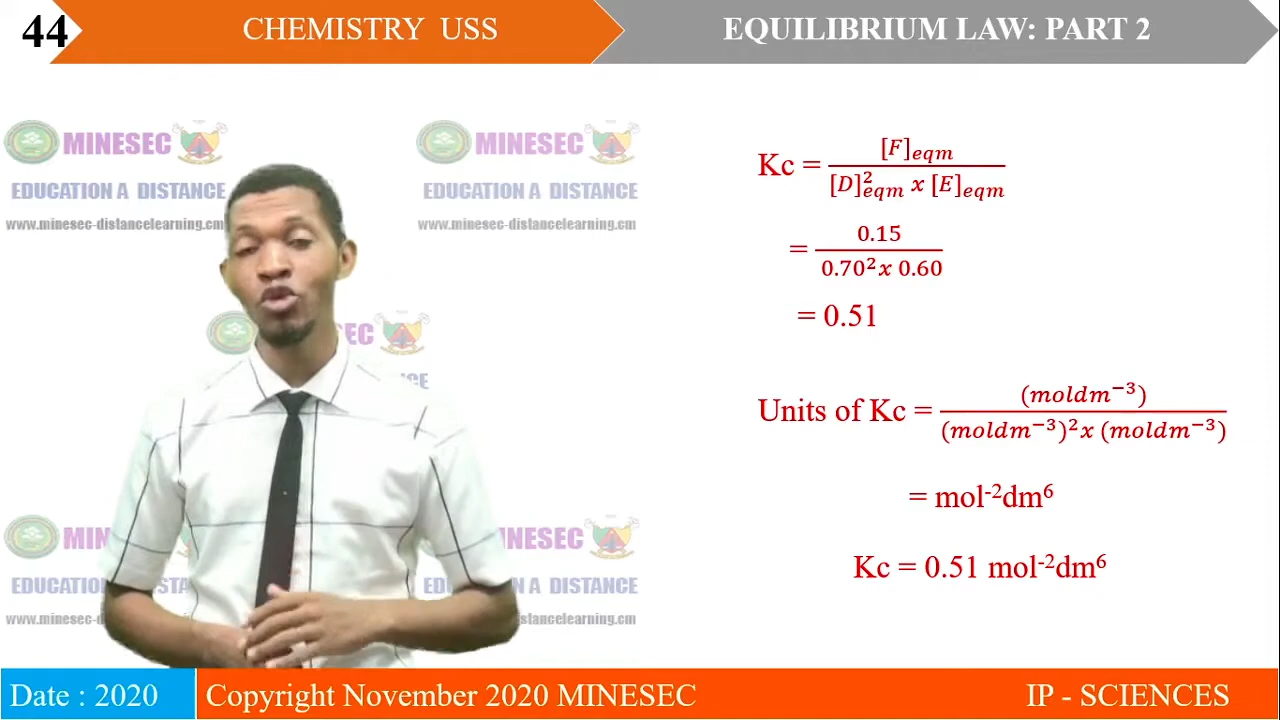 44
CHEMISTRY USS
EQUILIBRIUM LAW: PART 2
MINESEC
EDUCATION A DISTANCE
www.minesec-distancelearning.cm
MINESEC
EDUCATION A DISTANCE
www.minesec-distancelearning.cm
Kc = [F]eqm / [D]²eqm x [E]eqm
= 0.15 / 0.70² x 0.60
= 0.51
Units of Kc = (moldm⁻³) / (moldm⁻³)² x (moldm⁻³)
= mol⁻²dm⁶
Kc = 0.51 mol⁻²dm⁶
Date : 2020
Copyright November 2020 MINESEC
IP - SCIENCES